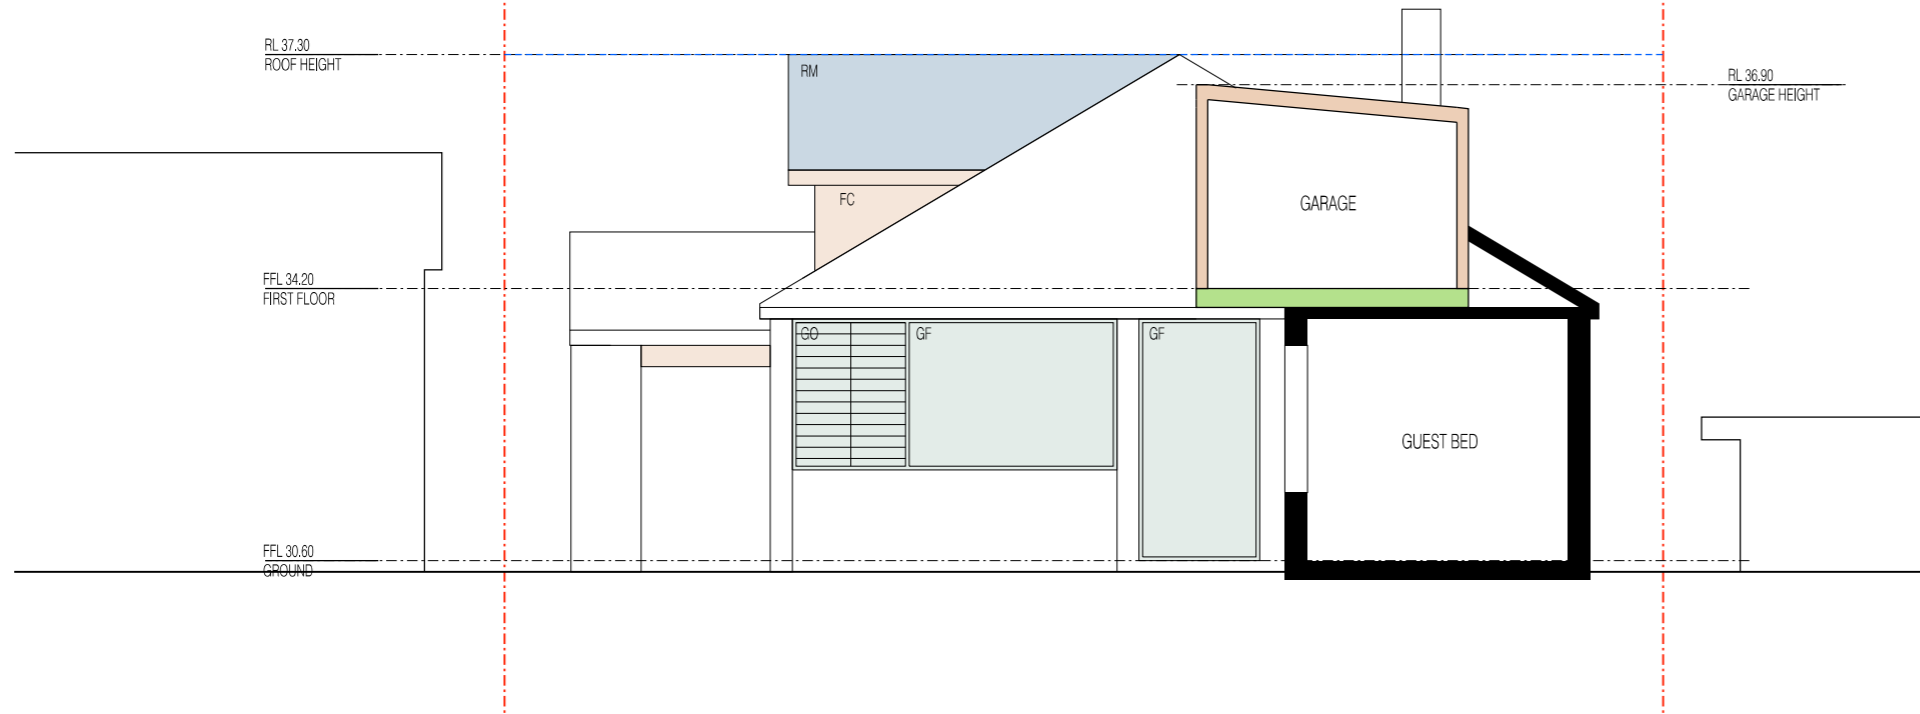 RL 37.30
ROOF HEIGHT
RM
RL 36.90
GARAGE HEIGHT
FC
GARAGE
FFL 34.20
FIRST FLOOR
GO
GF
GF
GUEST BED
FFL 30.60
GROUND